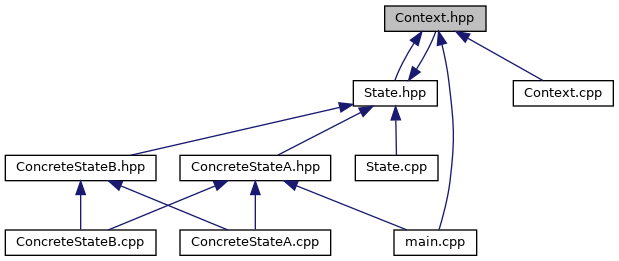 Context.hpp
State.hpp
Context.cpp
ConcreteStateB.hpp
ConcreteStateA.hpp
State.cpp
ConcreteStateB.cpp
ConcreteStateA.cpp
main.cpp